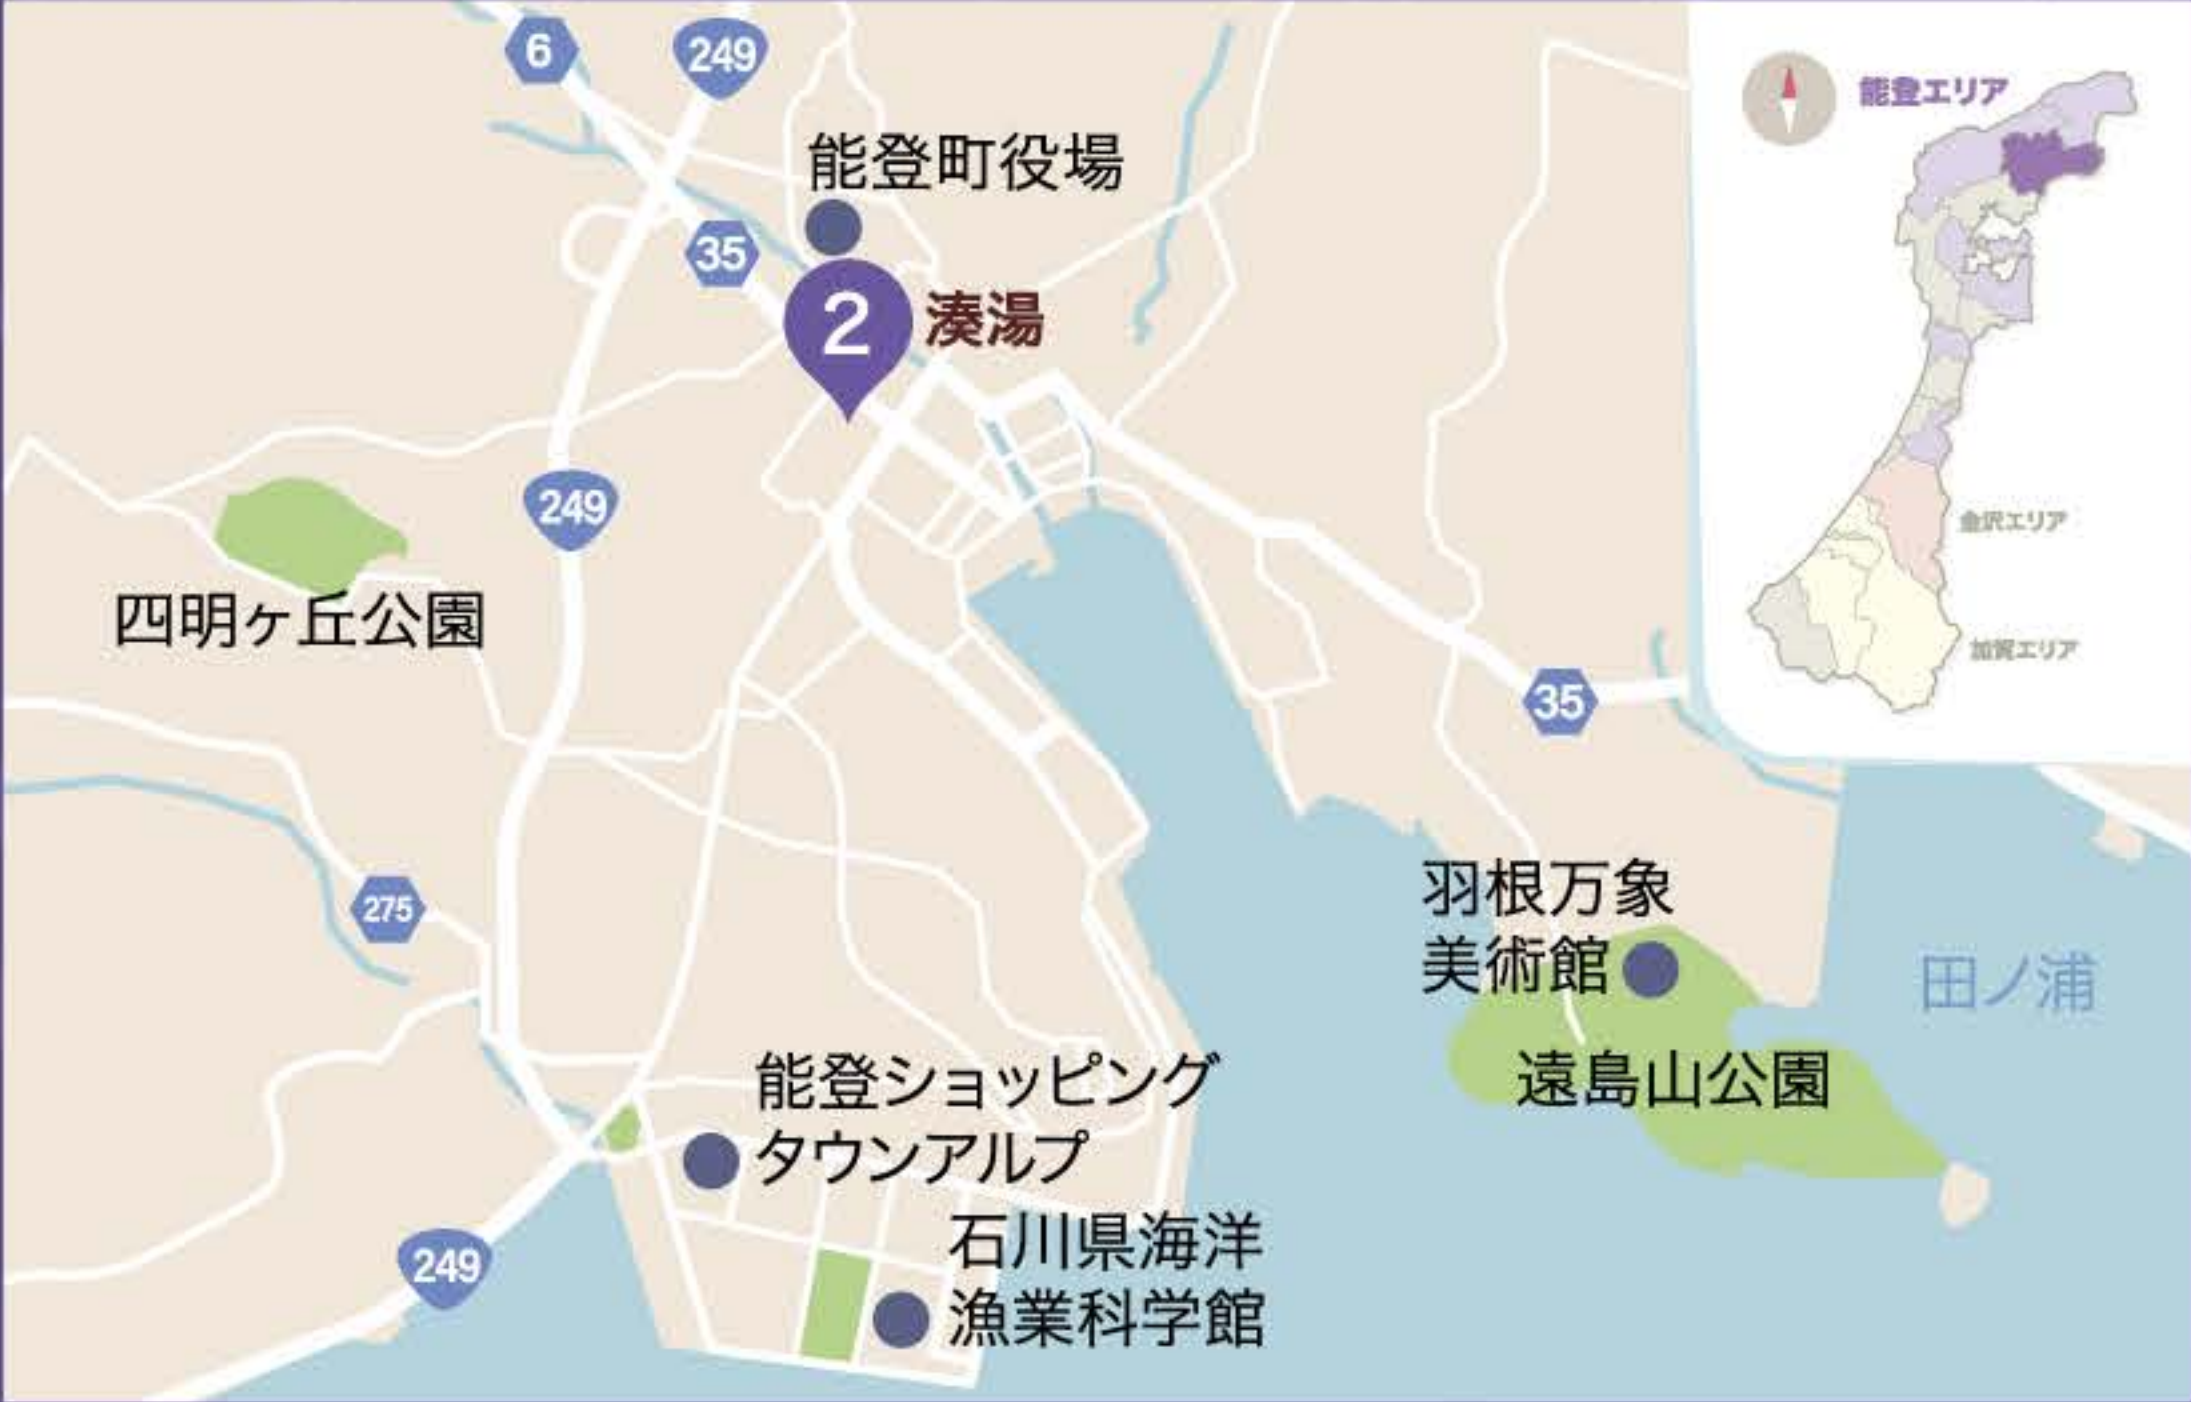 6
249
能登エリア
能登町役場
35
2
湊湯
249
金沢エリア
四明ヶ丘公園
加賀エリア
35
275
羽根万象
美術館
田ノ浦
遠島山公園
能登ショッピング
タウンアルプ
石川県海洋
漁業科学館
249